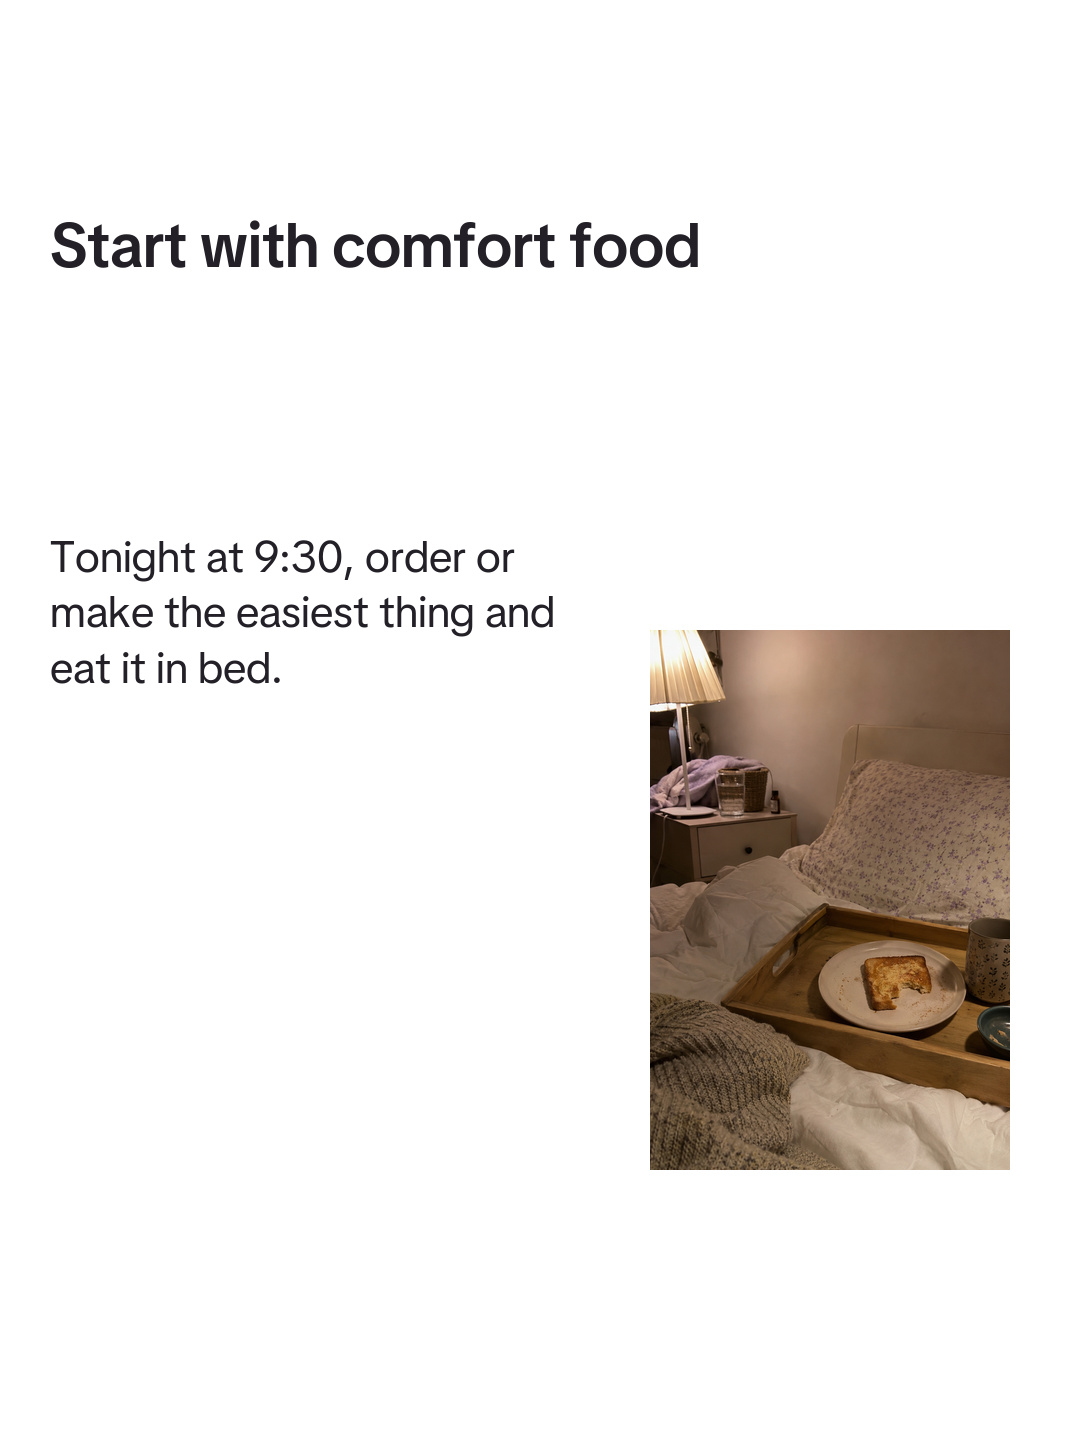 Start with comfort food
Tonight at 9:30, order or
make the easiest thing and
eat it in bed.